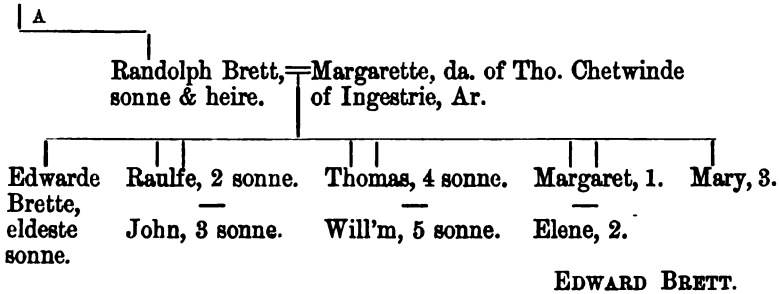 A
Randolph Brett, Margarette, da. of Tho. Chetwinde
sonne & heire. of Ingestrie, Ar.
Edwarde Raulfe, 2 sonne. Thomas, 4 sonne. Margaret, 1. Mary, 3.
Brette,
eldeste John, 3 sonne. Will'm, 5 sonne. Elene, 2.
sonne.
EDWARD BRETT.